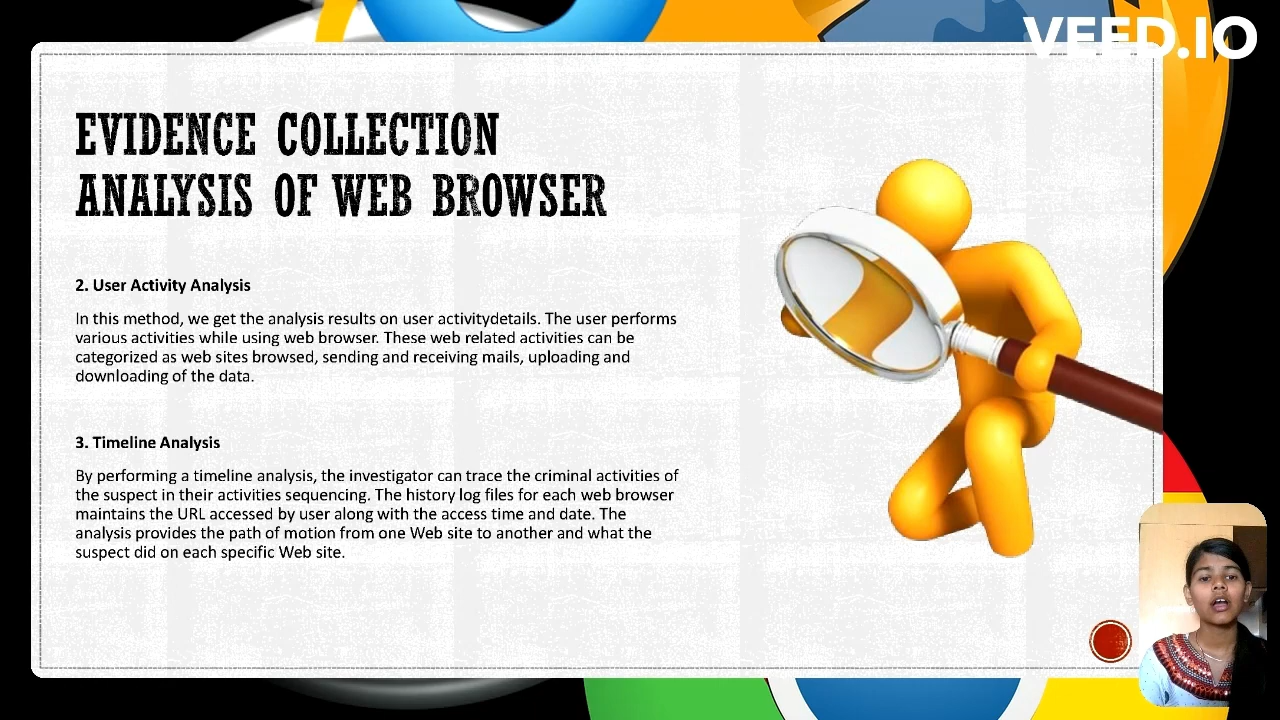 VEED.IO
EVIDENCE COLLECTION
ANALYSIS OF WEB BROWSER
2. User Activity Analysis
In this method, we get the analysis results on user activitydetails. The user performs
various activities while using web browser. These web related activities can be
categorized as web sites browsed, sending and receiving mails, uploading and
downloading of the data.
3. Timeline Analysis
By performing a timeline analysis, the investigator can trace the criminal activities of
the suspect in their activities sequencing. The history log files for each web browser
maintains the URL accessed by user along with the access time and date. The
analysis provides the path of motion from one Web site to another and what the
suspect did on each specific Web site.